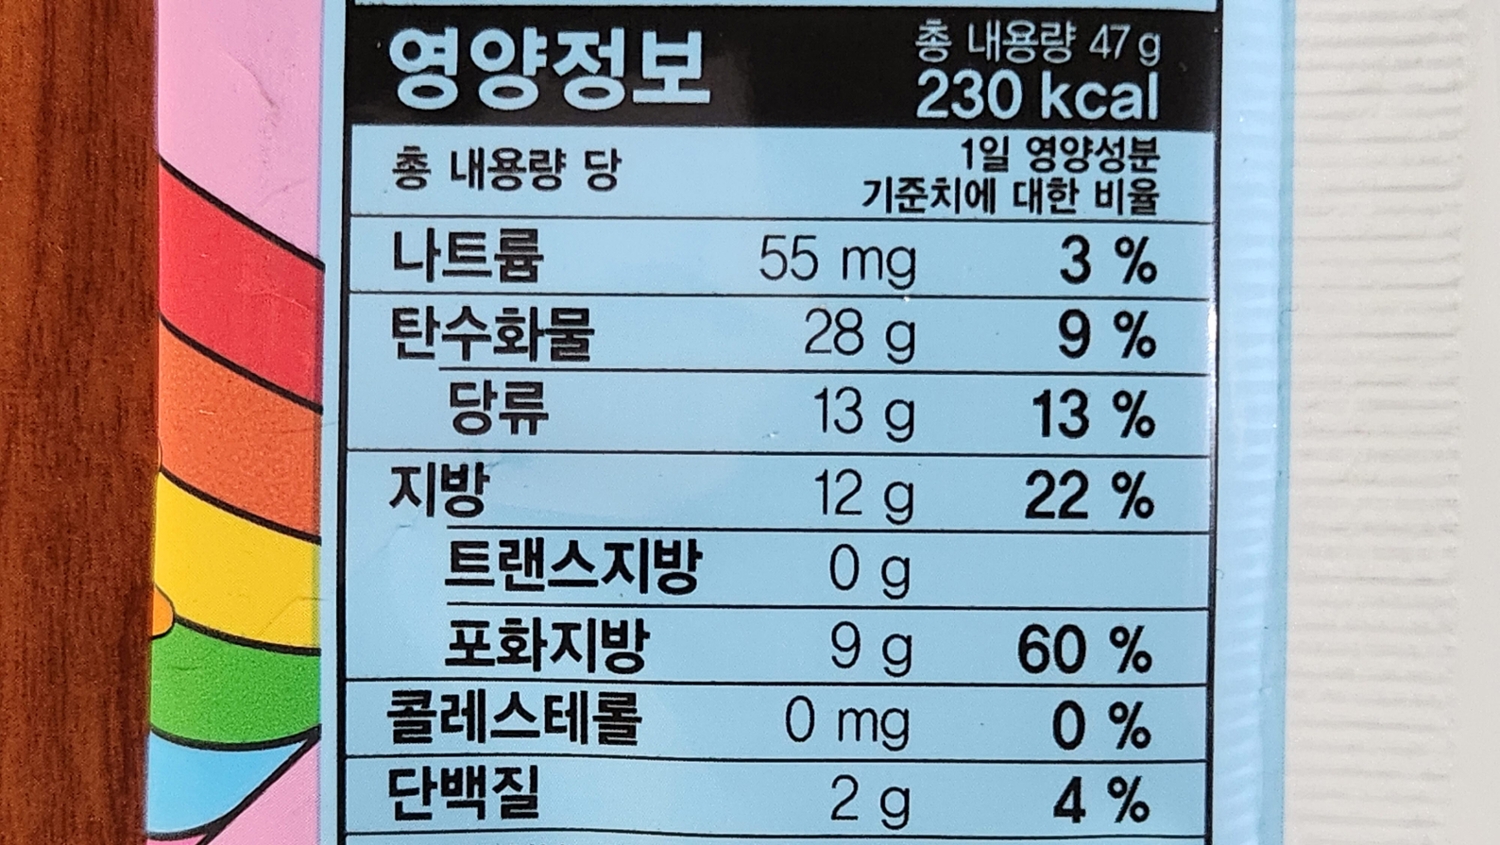 영양정보
총 내용량 47 g
230 kcal
총 내용량 당
1일 영양성분
기준치에 대한 비율
나트륨 55 mg 3 %
탄수화물 28 g 9 %
당류 13 g 13 %
지방 12 g 22 %
트랜스지방 0 g
포화지방 9 g 60 %
콜레스테롤 0 mg 0 %
단백질 2 g 4 %